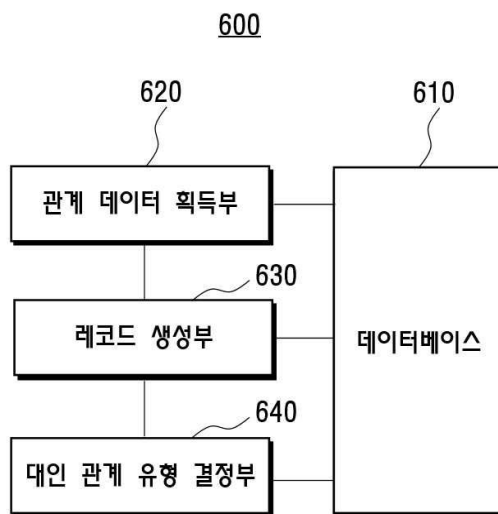 600
620
610
관계 데이터 획득부
630
레코드 생성부
데이터베이스
640
대인 관계 유형 결정부